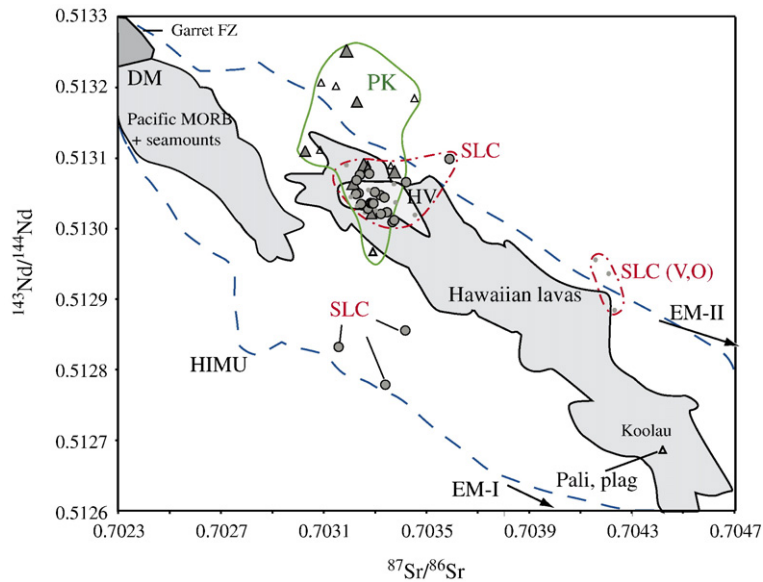 0.5133
Garret FZ
DM
0.5132
PK
Pacific MORB
+ seamounts
0.5131
SLC
HV
0.5130
143Nd/144Nd
SLC (V,O)
0.5129
Hawaiian lavas
SLC
EM-II
0.5128
HIMU
0.5127
Koolau
Pali, plag
EM-I
0.5126
0.7023 0.7027 0.7031 0.7035 0.7039 0.7043 0.7047
87Sr/86Sr